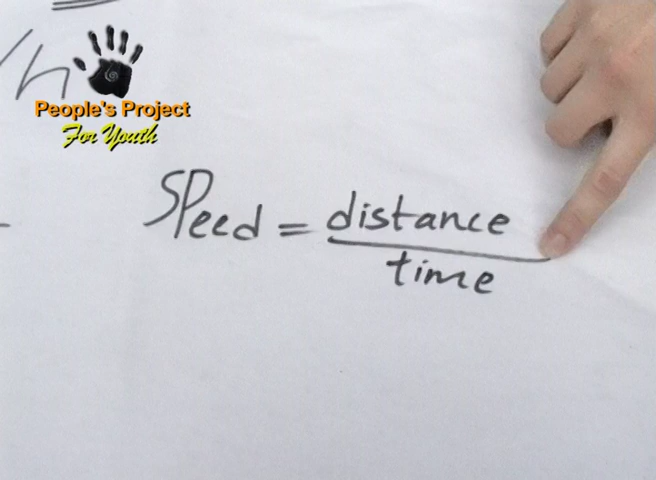 /h
People's Project
For Youth
SPeed = distance
time